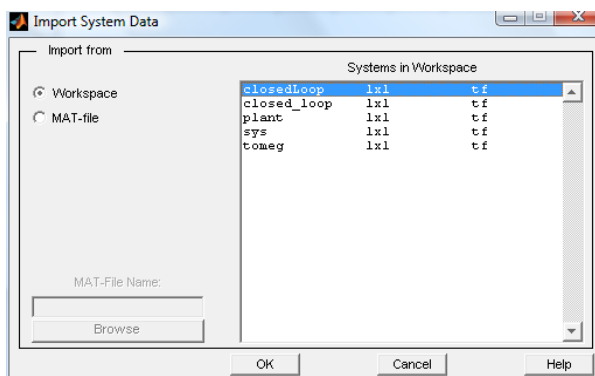 Import System Data
Import from
Systems in Workspace
Workspace
MAT-file
closedLoop 1x1 tf
closed_loop 1x1 tf
plant 1x1 tf
sys 1x1 tf
tomeg 1x1 tf
MAT-File Name:
Browse
OK Cancel Help